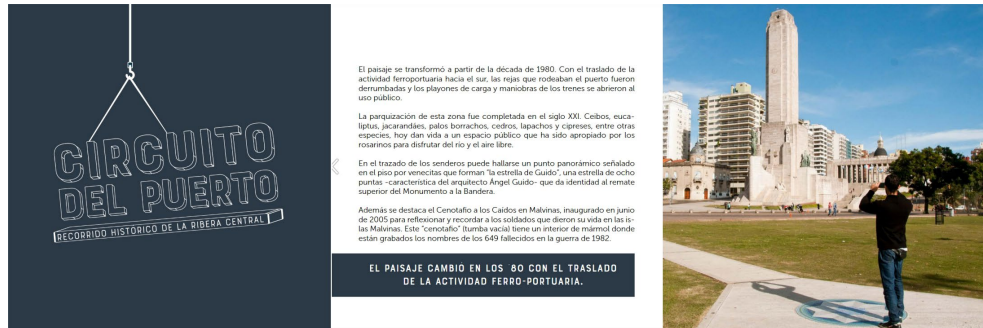 CIRCUITO
DEL PUERTO
RECORRIDO HISTÓRICO DE LA RIBERA CENTRAL
El paisaje se transformó a partir de la década de 1980. Con el traslado de la
actividad ferroportuaria hacia el sur, las rejas que rodeaban el puerto fueron
derrumbadas y los playones de carga y maniobras de los trenes se abrieron al
uso público.
La parquización de esta zona fue completada en el siglo XXI. Ceibos, euca-
liptus, jacarandáes, palos borrachos, cedros, lapachos y cipreses, entre otras
especies, hoy dan vida a un espacio público que ha sido apropiado por los
rosarinos para disfrutar del río y el aire libre.
En el trazado de los senderos puede hallarse un punto panorámico señalado
en el piso por venecitas que forman “la estrella de Guido”, una estrella de ocho
puntas -característica del arquitecto Ángel Guido- que da identidad al remate
superior del Monumento a la Bandera.
Además se destaca el Cenotafio a los Caídos en Malvinas, inaugurado en junio
de 2005 para reflexionar y recordar a los soldados que dieron su vida en las is-
las Malvinas. Este “cenotafio” (tumba vacía) tiene un interior de mármol donde
están grabados los nombres de los 649 fallecidos en la guerra de 1982.
EL PAISAJE CAMBIÓ EN LOS ´80 CON EL TRASLADO
DE LA ACTIVIDAD FERRO-PORTUARIA.